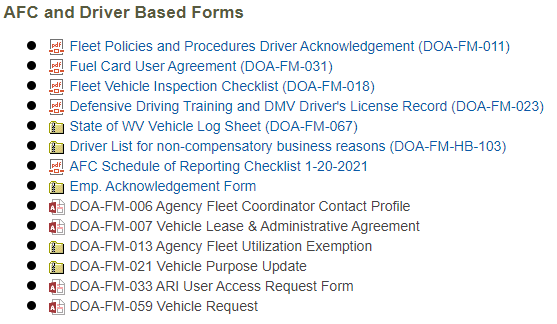 AFC and Driver Based Forms
Fleet Policies and Procedures Driver Acknowledgement (DOA-FM-011)
Fuel Card User Agreement (DOA-FM-031)
Fleet Vehicle Inspection Checklist (DOA-FM-018)
Defensive Driving Training and DMV Driver's License Record (DOA-FM-023)
State of WV Vehicle Log Sheet (DOA-FM-067)
Driver List for non-compensatory business reasons (DOA-FM-HB-103)
AFC Schedule of Reporting Checklist 1-20-2021
Emp. Acknowledgement Form
DOA-FM-006 Agency Fleet Coordinator Contact Profile
DOA-FM-007 Vehicle Lease & Administrative Agreement
DOA-FM-013 Agency Fleet Utilization Exemption
DOA-FM-021 Vehicle Purpose Update
DOA-FM-033 ARI User Access Request Form
DOA-FM-059 Vehicle Request